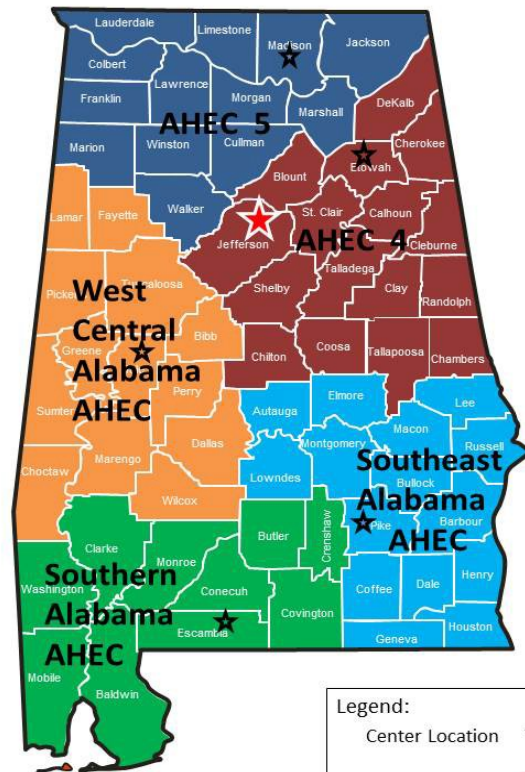 Lauderdale
Limestone
Madison
Jackson
Colbert
Lawrence
Franklin
Morgan
Marshall
DeKalb
AHEC 5
Cherokee
Marion
Winston
Cullman
Etowah
Blount
Walker
Lamar
Fayette
St. Clair
Calhoun
Jefferson
AHEC 4
Cleburne
Talladega
West
Central
Alabama
AHEC
Shelby
Clay
Randolph
Bibb
Greene
Chilton
Coosa
Tallapoosa
Chambers
Perry
Elmore
Autauga
Lee
Macon
Dallas
Montgomery
Russell
Choctaw
Marengo
Lowndes
Southeast
Alabama
AHEC
Bullock
Wilcox
Pike
Barbour
Butler
Crenshaw
Clarke
Monroe
Southern
Alabama
AHEC
Washington
Conecuh
Coffee
Dale
Henry
Covington
Escambia
Houston
Geneva
Mobile
Baldwin
Legend:
Center Location